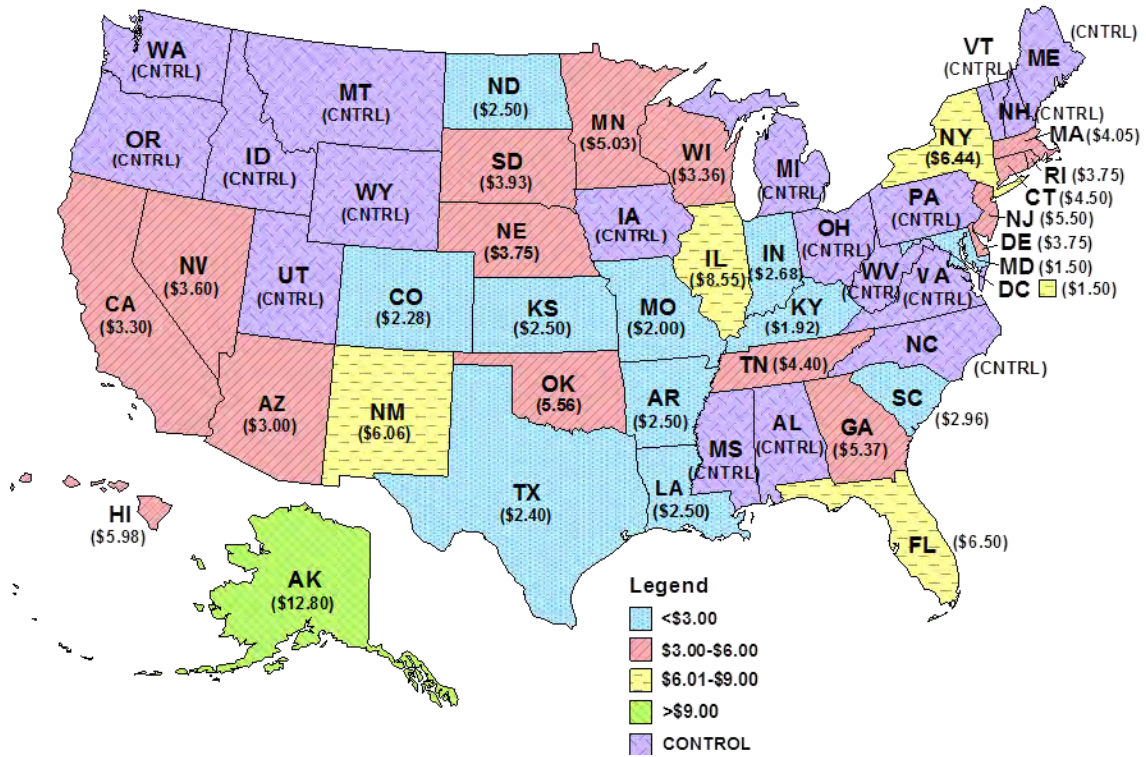 WA
(CNTRL)
MT
(CNTRL)
ND
($2.50)
MN
($5.03)
VT
(CNTRL)
ME
(CNTRL)
OR
(CNTRL)
ID
(CNTRL)
SD
($3.93)
WI
($3.36)
MI
(CNTRL)
NY
($6.44)
NH
(CNTRL)
MA ($4.05)
RI ($3.75)
CT ($4.50)
NJ ($5.50)
DE ($3.75)
MD ($1.50)
DC ($1.50)
WY
(CNTRL)
NE
($3.75)
IA
(CNTRL)
PA
(CNTRL)
CA
($3.30)
NV
($3.60)
UT
(CNTRL)
CO
($2.28)
KS
($2.50)
MO
($2.00)
IL
($8.55)
IN
($2.68)
OH
(CNTRL)
WV
(CNTRL)
VA
(CNTRL)
KY
($1.92)
AZ
($3.00)
NM
($6.06)
OK
(5.56)
AR
($2.50)
TN ($4.40)
NC
(CNTRL)
SC
($2.96)
TX
($2.40)
LA
($2.50)
MS
(CNTRL)
AL
(CNTRL)
GA
($5.37)
FL
($6.50)
HI
($5.98)
AK
($12.80)
Legend
<$3.00
$3.00-$6.00
$6.01-$9.00
>$9.00
CONTROL